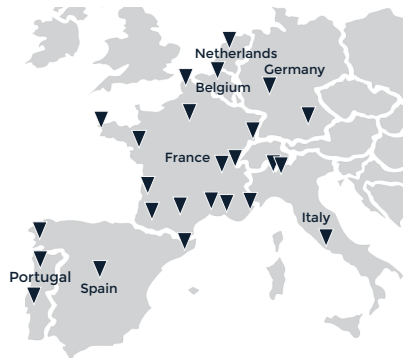 Netherlands
Germany
Belgium
France
Italy
Portugal
Spain